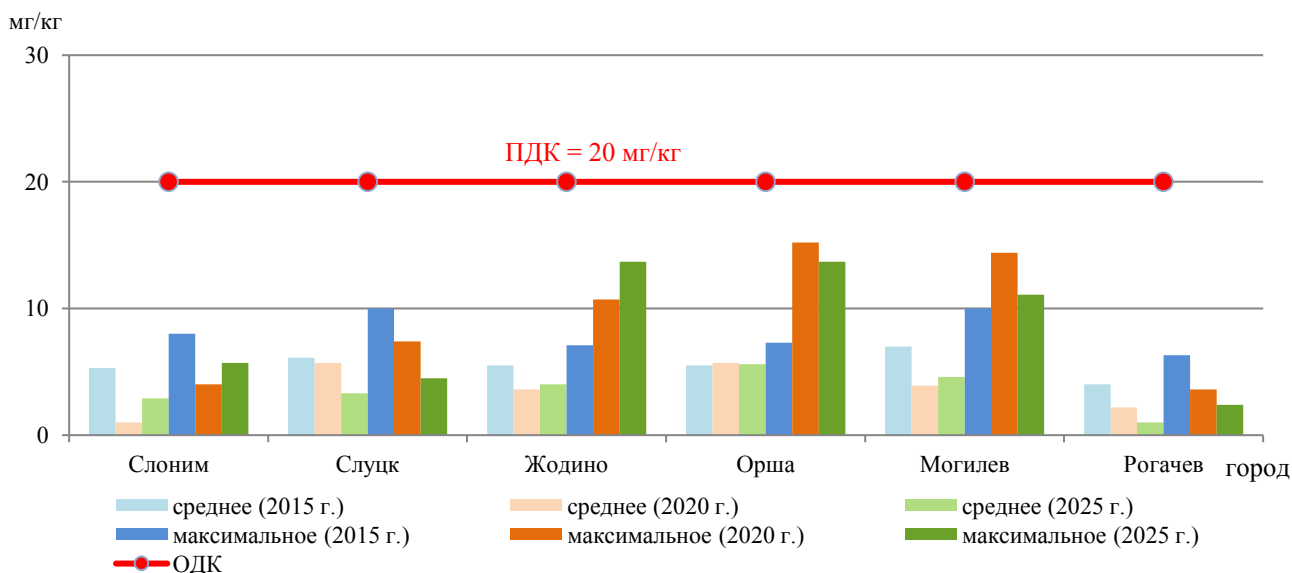 мг/кг
30
20
10
0
ПДК = 20 мг/кг
Слоним Слуцк Жодино Орша Могилев Рогачев город
среднее (2015 г.) среднее (2020 г.) среднее (2025 г.)
максимальное (2015 г.) максимальное (2020 г.) максимальное (2025 г.)
ОДК